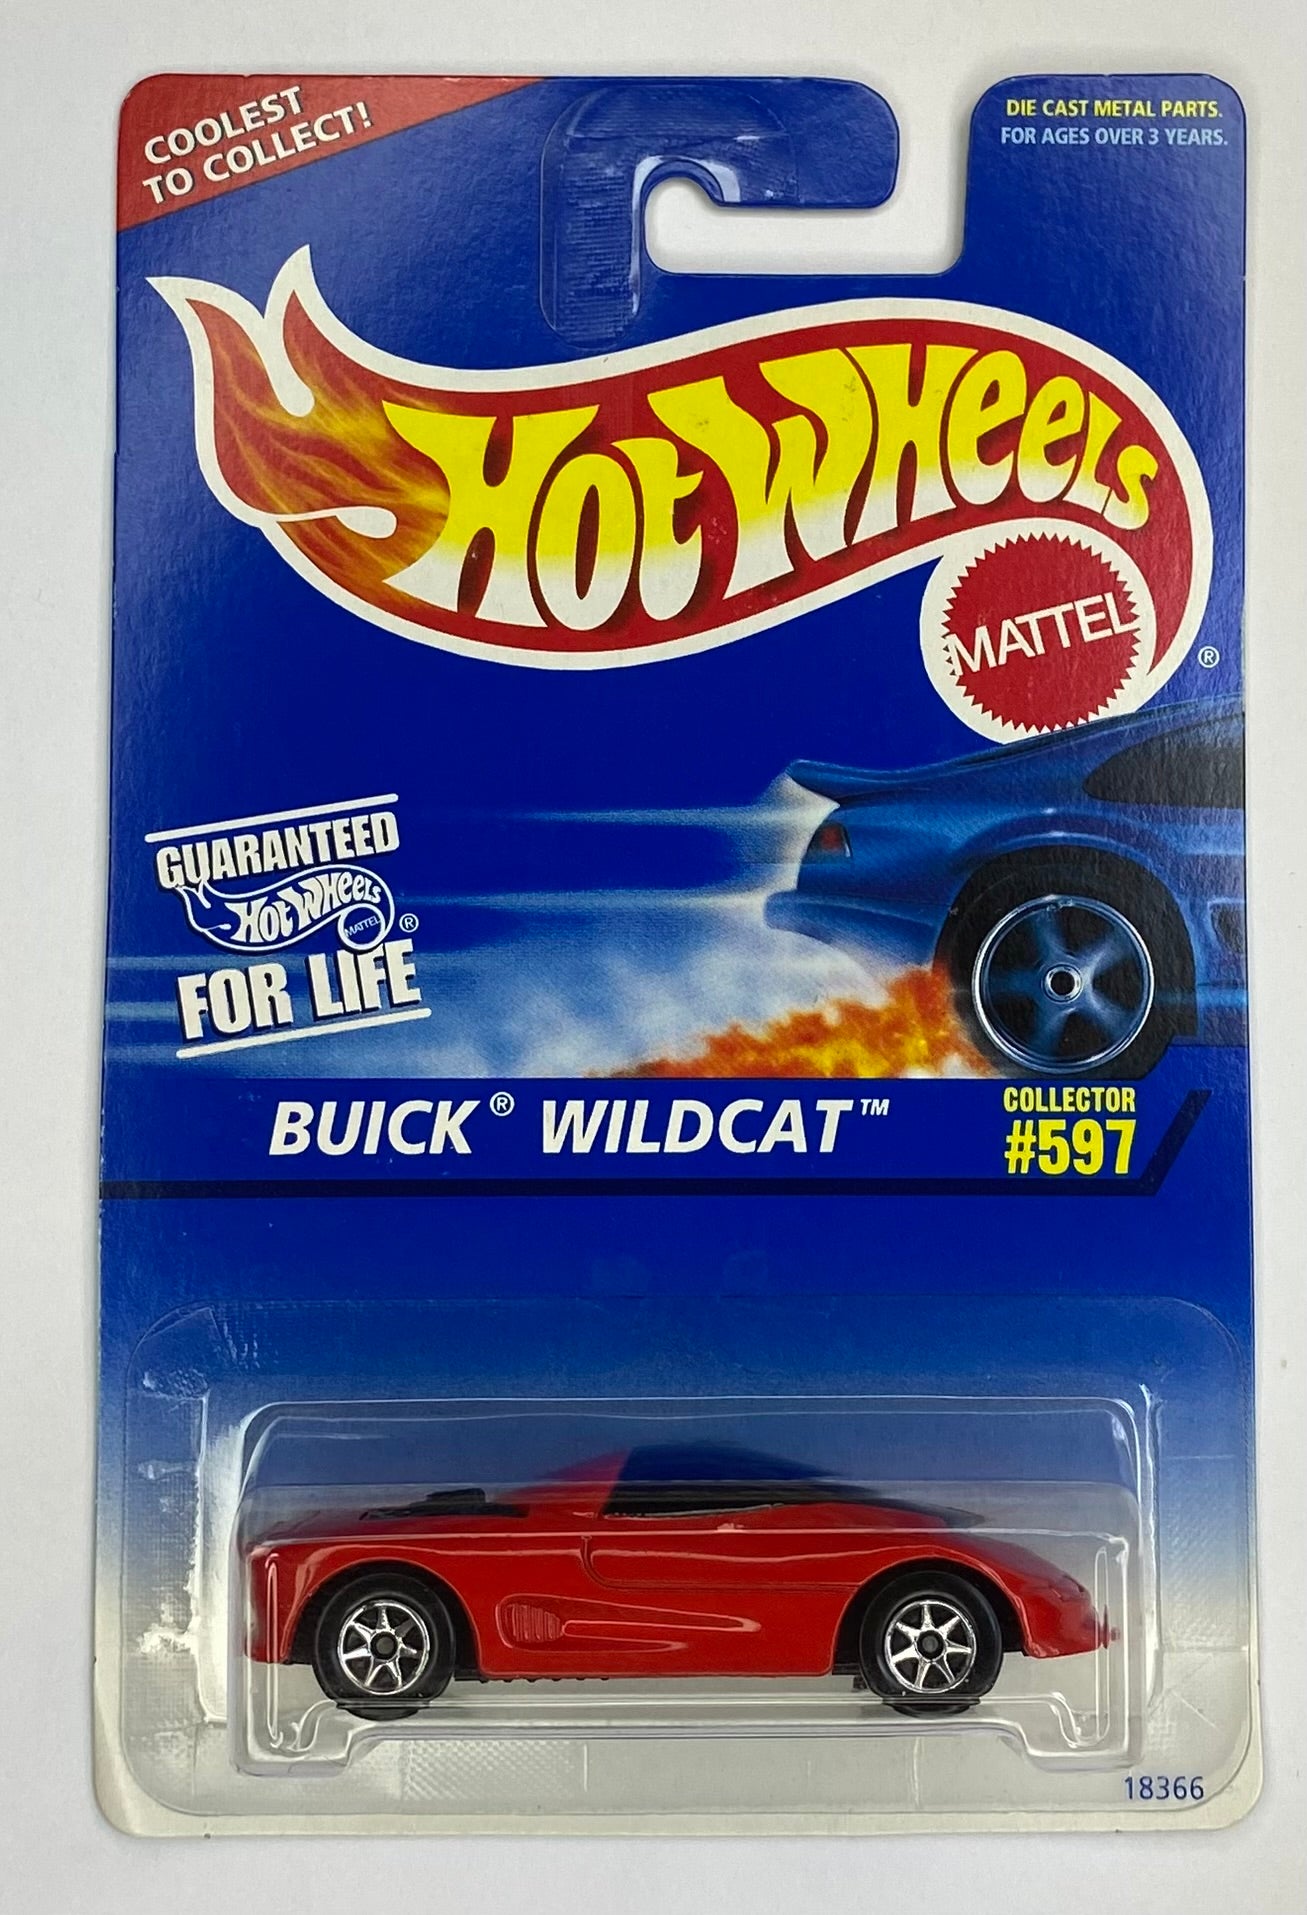 COOLEST
TO COLLECT!
DIE CAST METAL PARTS.
FOR AGES OVER 3 YEARS.
HOT WHEELS
MATTEL
®
GUARANTEED
HOT WHEELS
MATTEL ®
FOR LIFE
BUICK® WILDCAT™
COLLECTOR
#597
18366